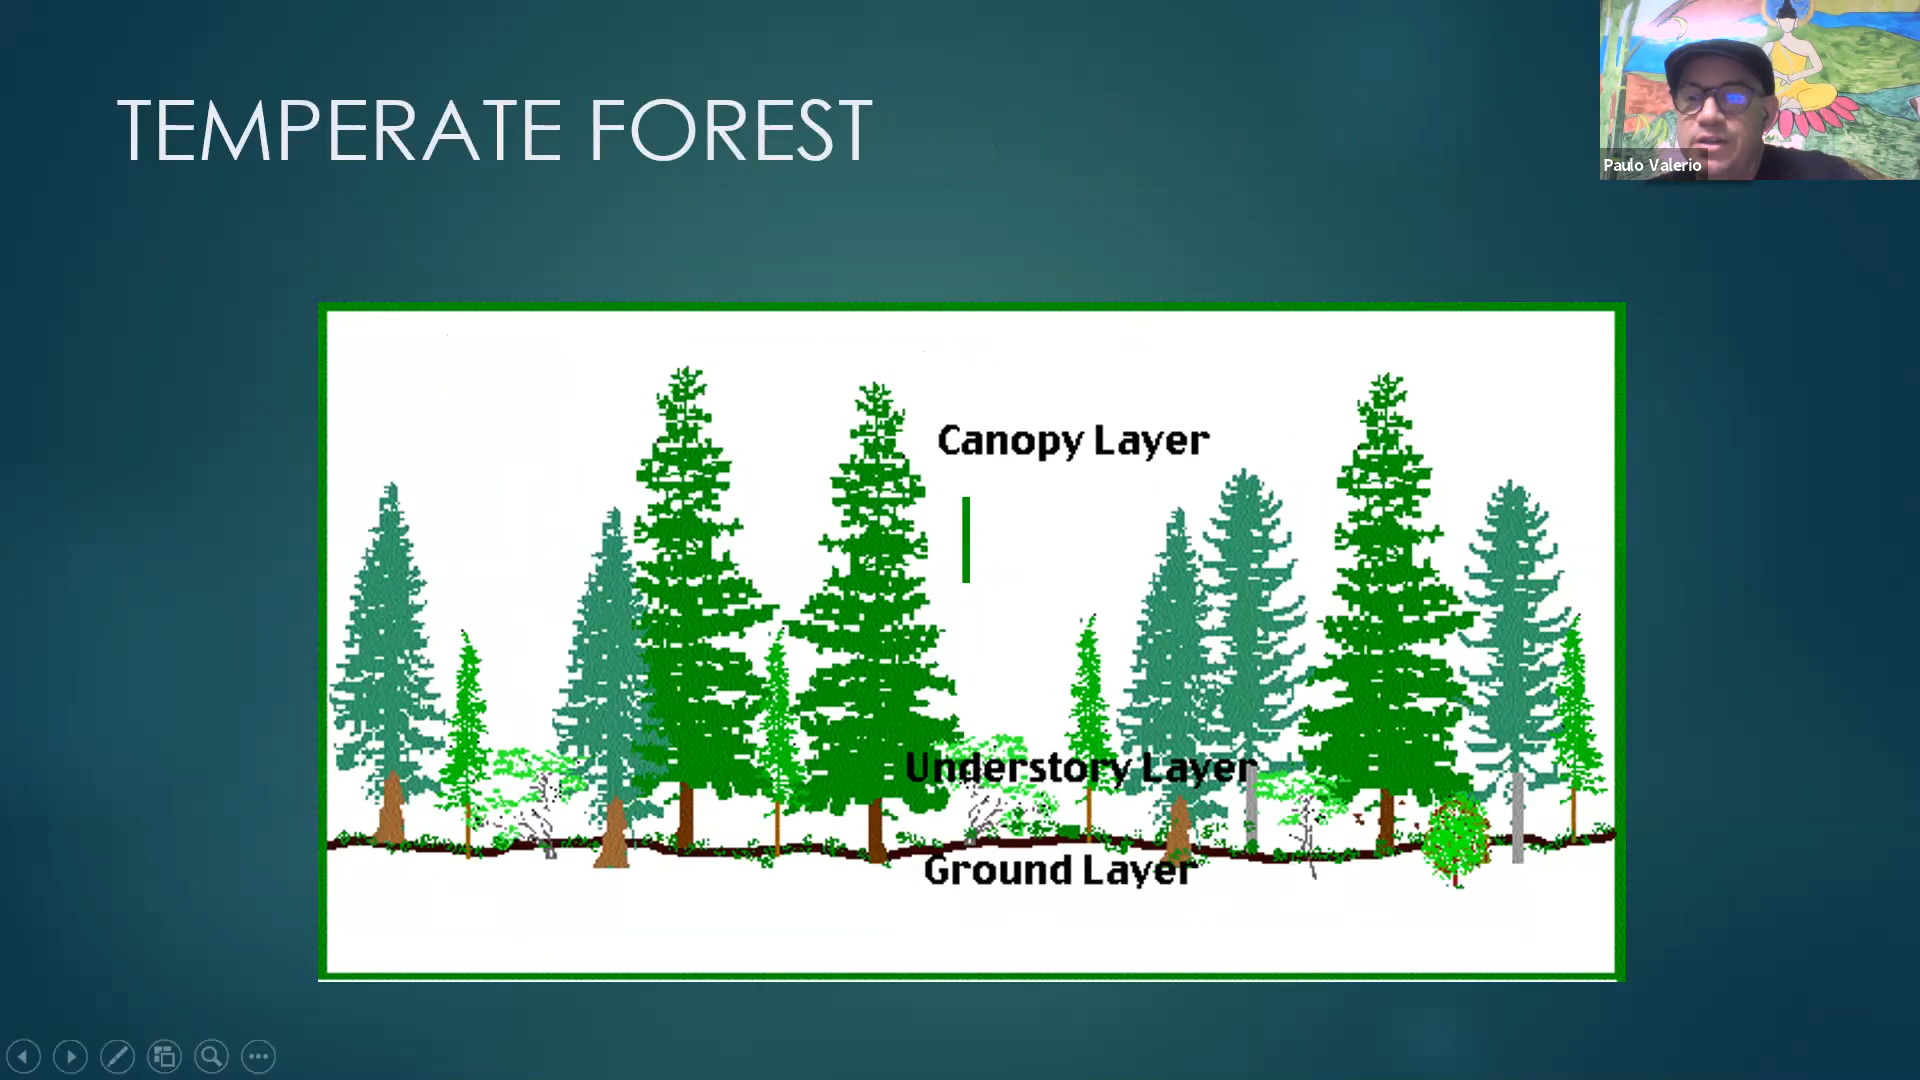 TEMPERATE FOREST
Paulo Valerio
Canopy Layer
Understory Layer
Ground Layer